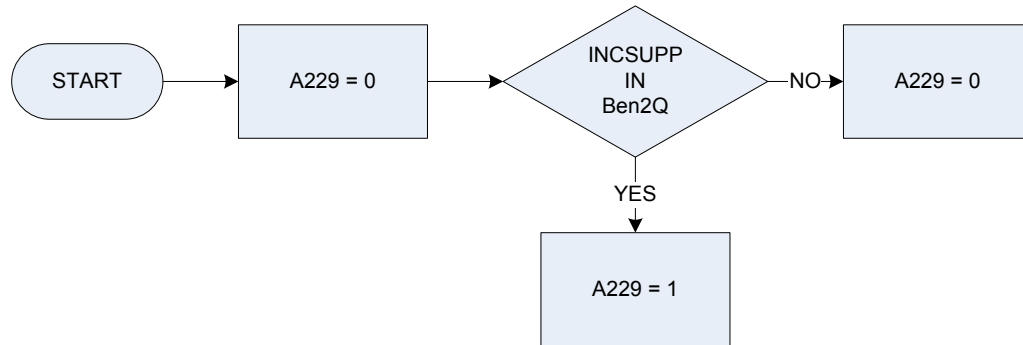 START
A229 = 0
INCSUPP
IN
Ben2Q
NO
A229 = 0
YES
A229 = 1